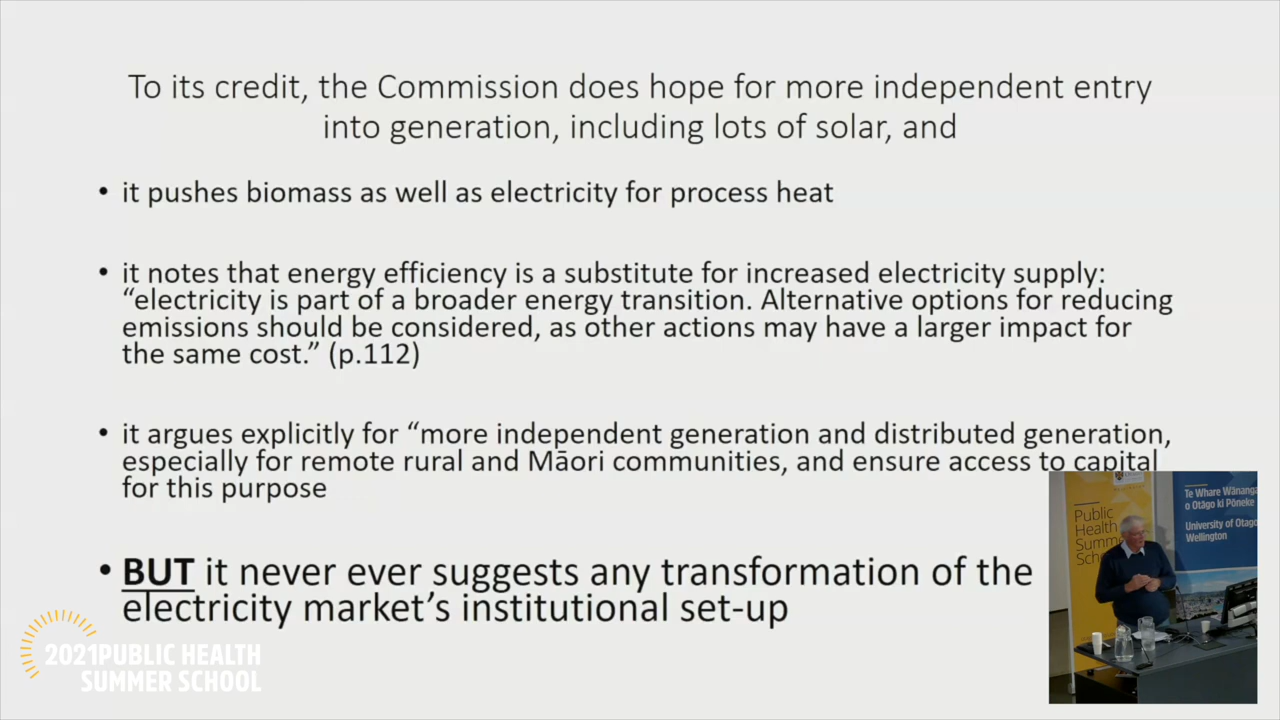 To its credit, the Commission does hope for more independent entry
into generation, including lots of solar, and
• it pushes biomass as well as electricity for process heat
• it notes that energy efficiency is a substitute for increased electricity supply:
“electricity is part of a broader energy transition. Alternative options for reducing
emissions should be considered, as other actions may have a larger impact for
the same cost.” (p.112)
• it argues explicitly for “more independent generation and distributed generation,
especially for remote rural and Māori communities, and ensure access to capital
for this purpose
• BUT it never ever suggests any transformation of the
electricity market’s institutional set-up
2021PUBLIC HEALTH
SUMMER SCHOOL
Public
Health
Summe
Scho
Te Whare Wānanga
o Otāgo ki Pōneke
University of Otago
Wellington